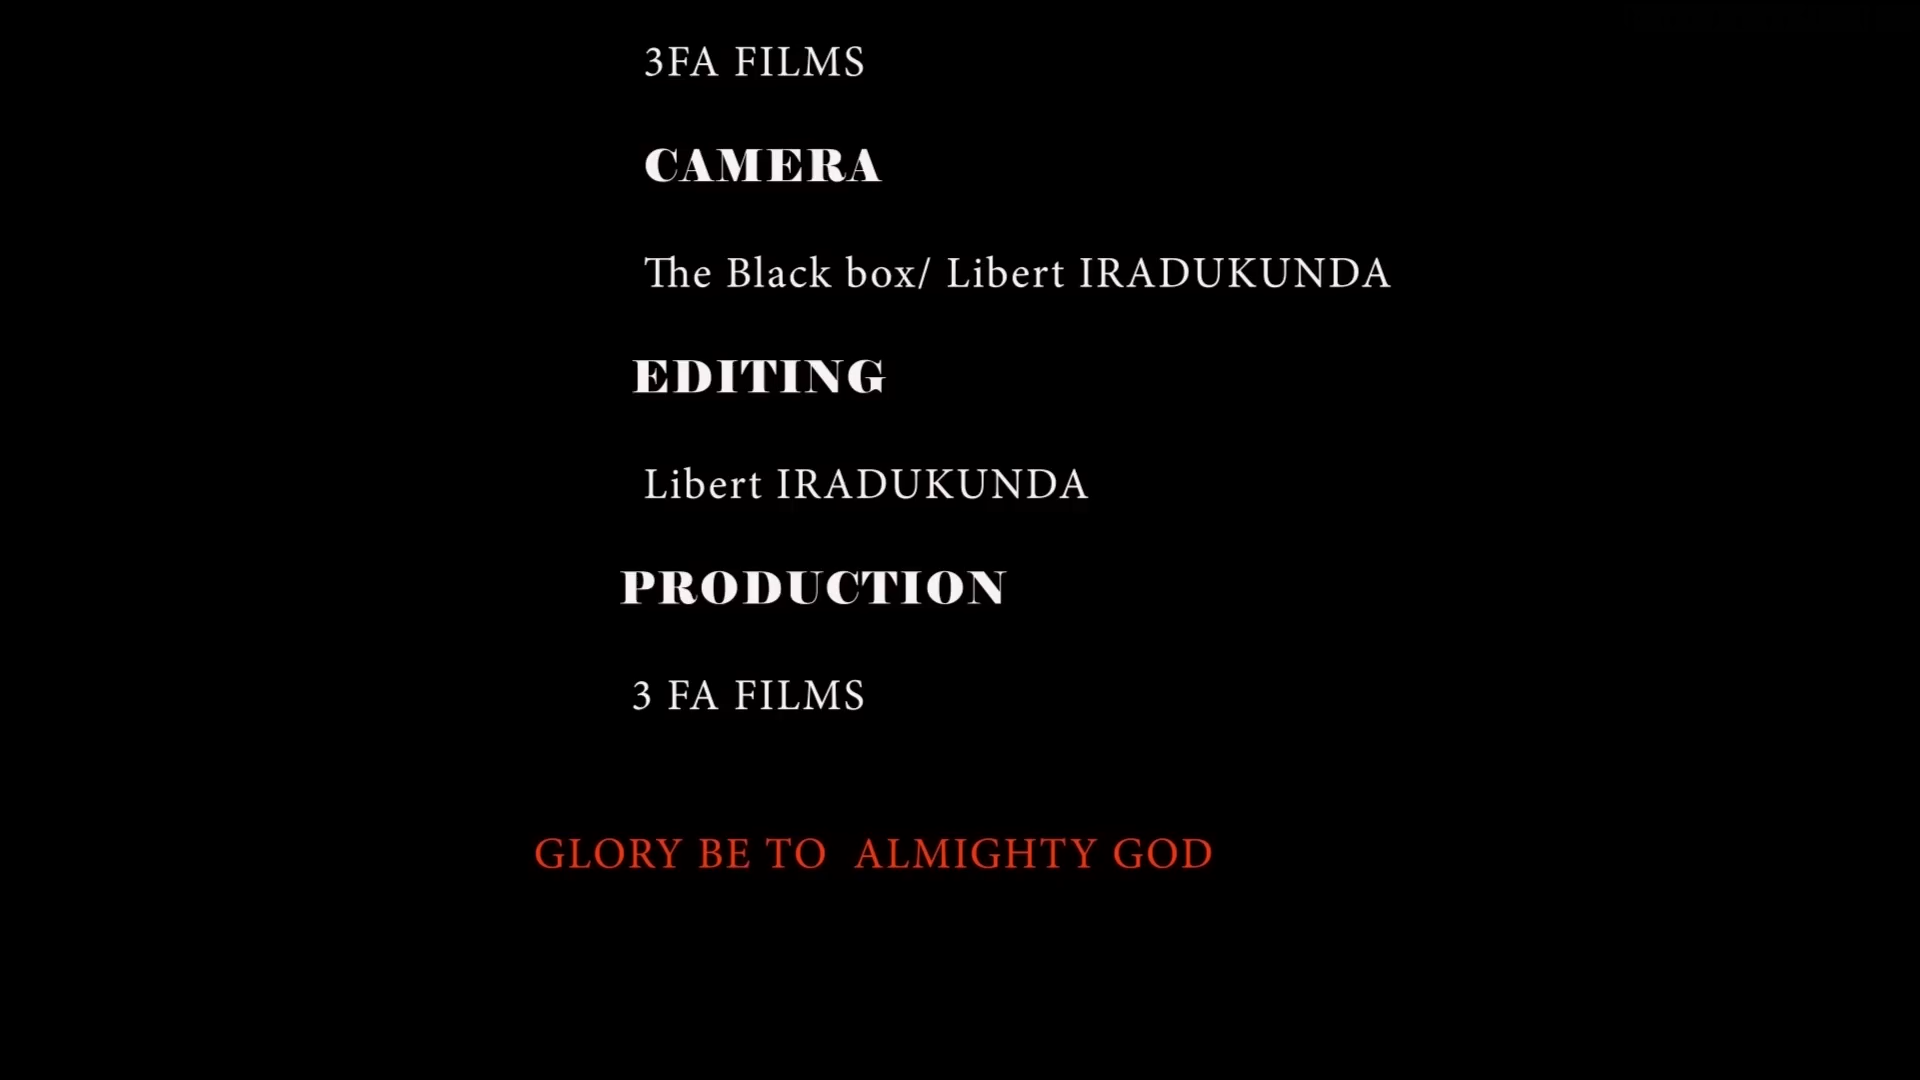 3FA FILMS
CAMERA
The Black box/ Libert IRADUKUNDA
EDITING
Libert IRADUKUNDA
PRODUCTION
3 FA FILMS
GLORY BE TO  ALMIGHTY GOD